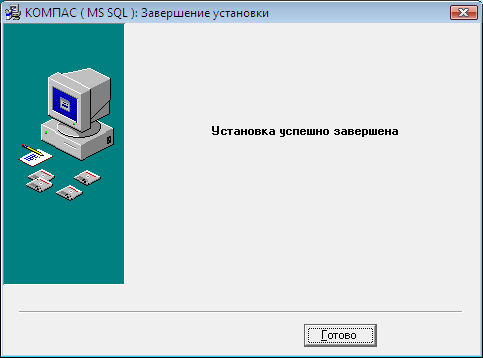 КОМПАС ( MS SQL ): Завершение установки
Установка успешно завершена
Готово